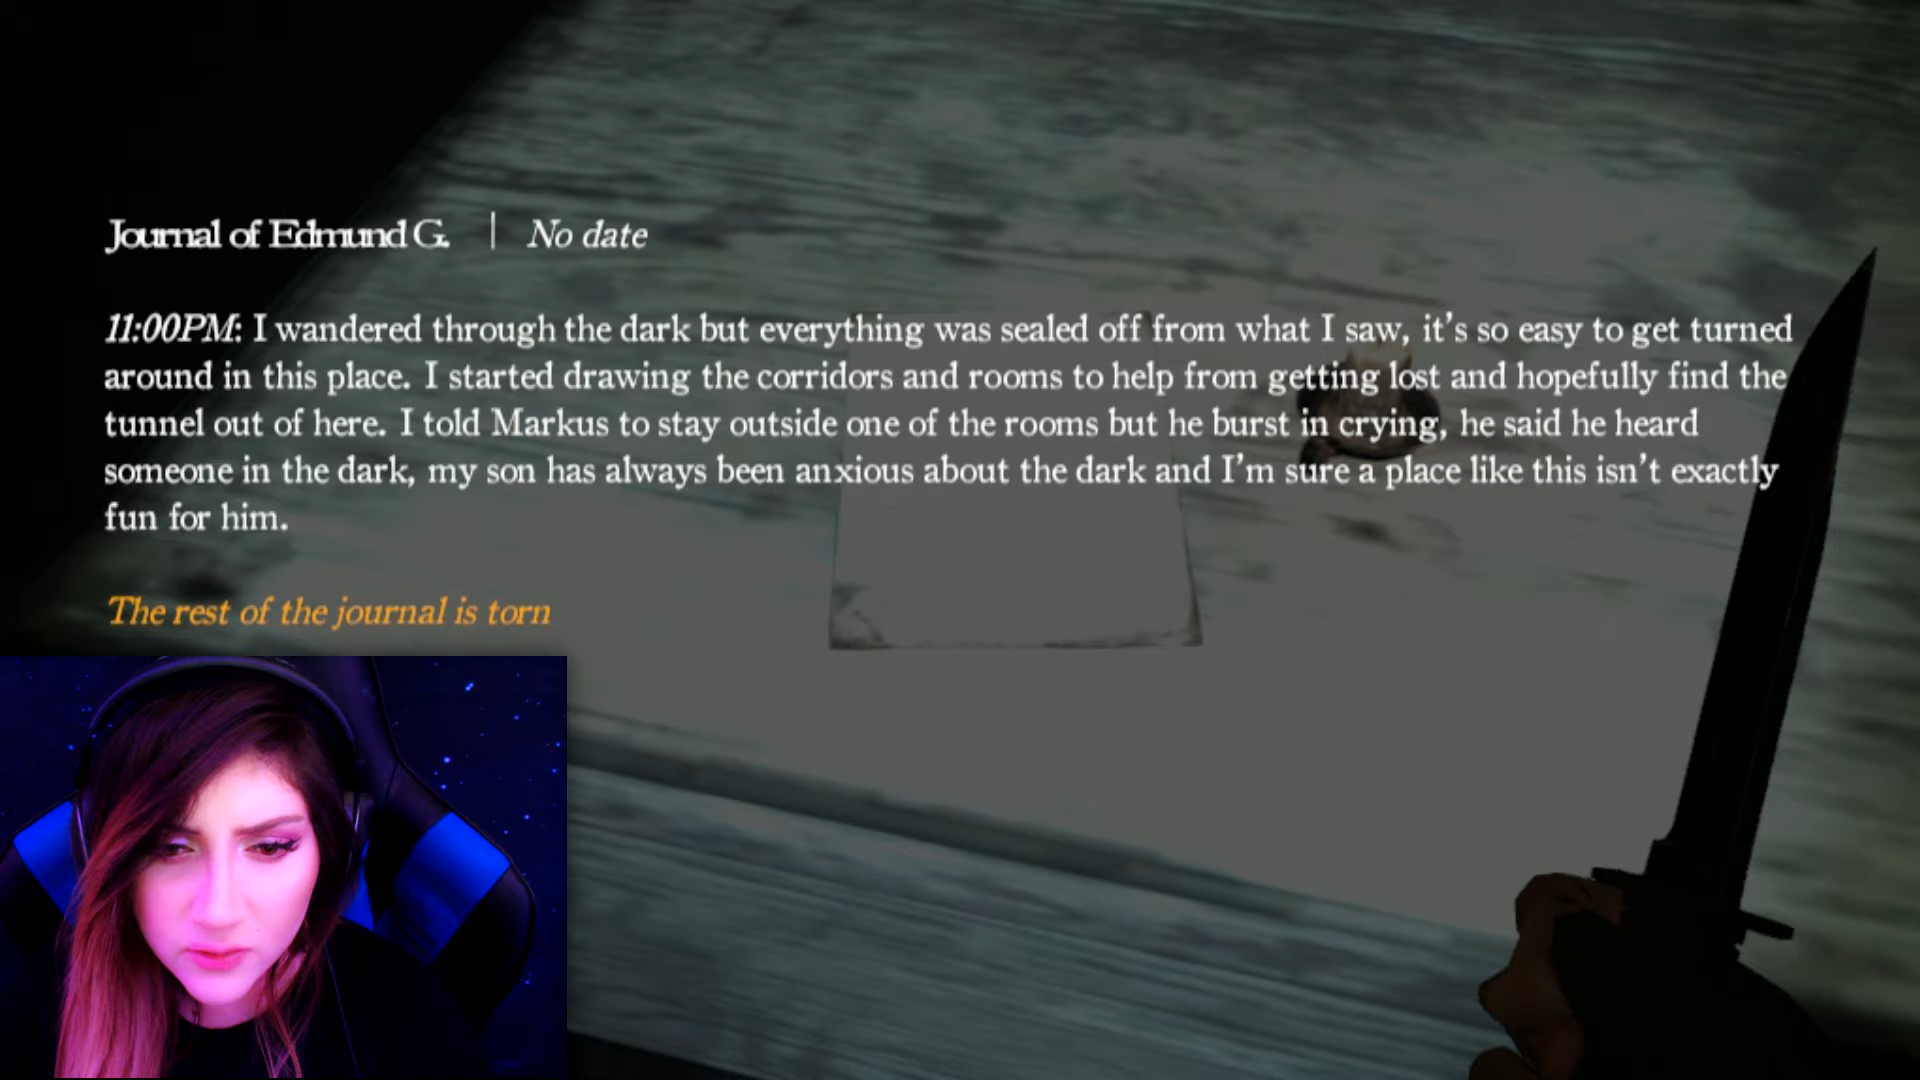 Journal of Edmund G. | No date
11:00PM: I wandered through the dark but everything was sealed off from what I saw, it's so easy to get turned
around in this place. I started drawing the corridors and rooms to help from getting lost and hopefully find the
tunnel out of here. I told Markus to stay outside one of the rooms but he burst in crying, he said he heard
someone in the dark, my son has always been anxious about the dark and I'm sure a place like this isn't exactly
fun for him.
The rest of the journal is torn